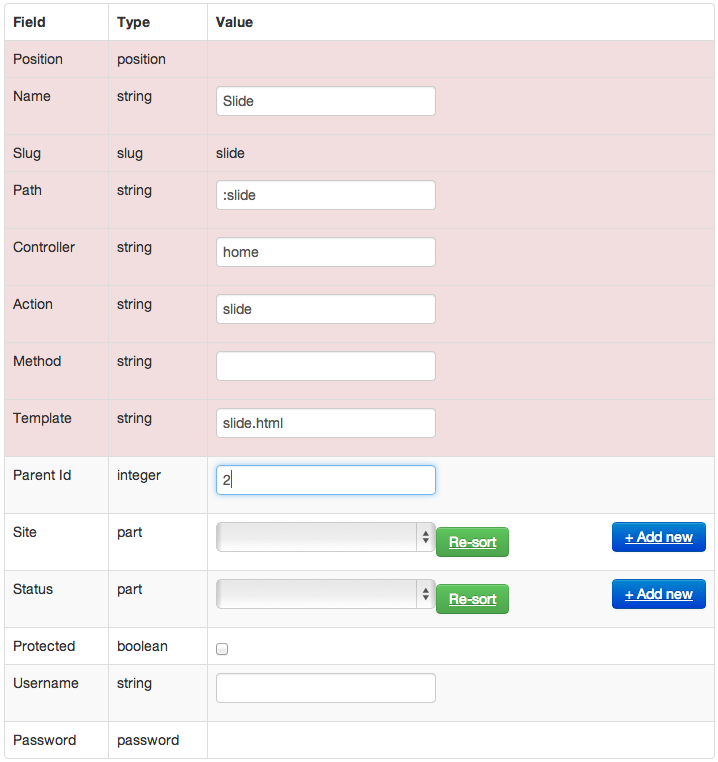 Field Type Value
Position position
Name string Slide
Slug slug slide
Path string :slide
Controller string home
Action string slide
Method string
Template string slide.html
Parent Id integer 2
Site part Re-sort + Add new
Status part Re-sort + Add new
Protected boolean
Username string
Password password